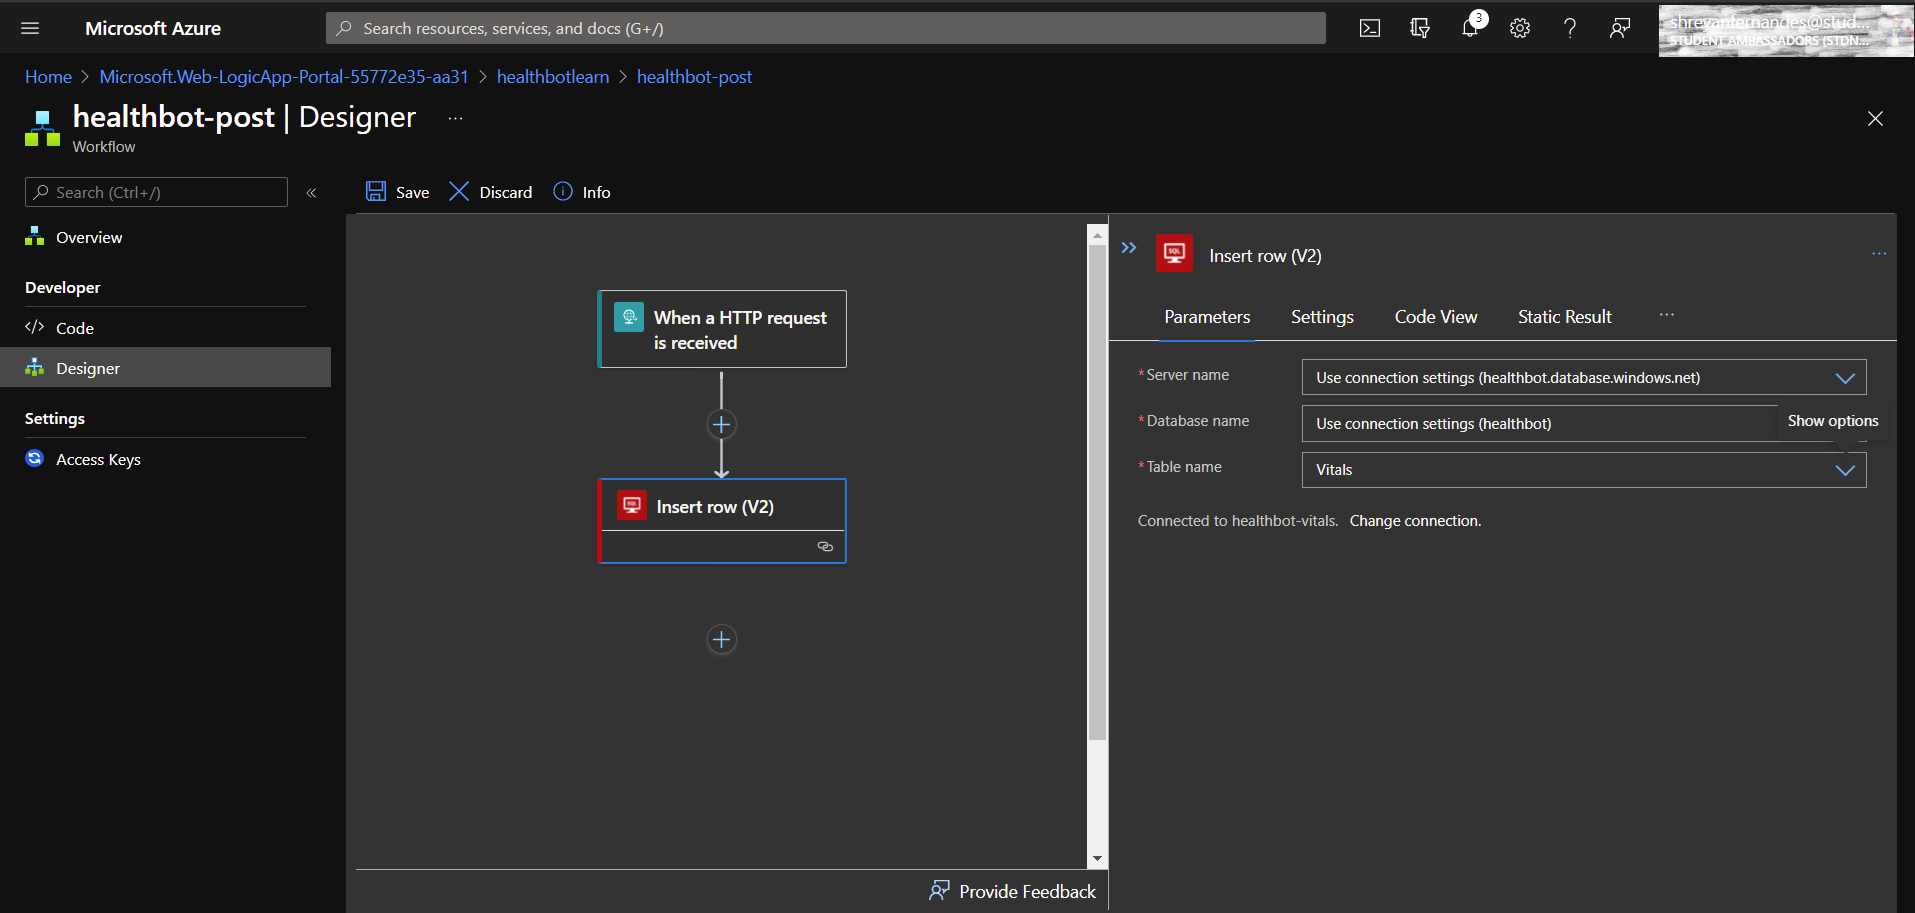 Microsoft Azure
Search resources, services, and docs (G+/)
3
shreyanfernandes@stud...
STUDENT AMBASSADORS (STDN...
Home > Microsoft.Web-LogicApp-Portal-55772e35-aa31 > healthbotlearn > healthbot-post
healthbot-post | Designer ...
Workflow
Search (Ctrl+/)
«
Save
Discard
Info
Overview
Developer
</> Code
Designer
Settings
Access Keys
When a HTTP request
is received
Insert row (V2)
Provide Feedback
SQL
Insert row (V2)
...
Parameters
Settings
Code View
Static Result
...
*Server name
Use connection settings (healthbot.database.windows.net)
*Database name
Use connection settings (healthbot)
Show options
*Table name
Vitals
Connected to healthbot-vitals. Change connection.